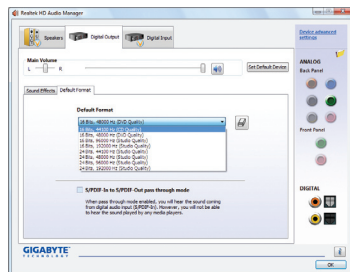 Realtek HD Audio Manager
Speakers
Digital Output
Digital Input
Device advanced settings
Main Volume
L
R
Set Default Device
ANALOG
Back Panel
Sound Effects
Default Format
Default Format
16 Bits, 48000 Hz (DVD Quality)
16 Bits, 44100 Hz (CD Quality)
16 Bits, 48000 Hz (DVD Quality)
16 Bits, 96000 Hz (Studio Quality)
16 Bits, 192000 Hz (Studio Quality)
24 Bits, 44100 Hz (Studio Quality)
24 Bits, 48000 Hz (Studio Quality)
24 Bits, 96000 Hz (Studio Quality)
24 Bits, 192000 Hz (Studio Quality)
Front Panel
S/PDIF-In to S/PDIF-Out pass through mode
When pass through mode enabled, you will hear the sound coming
from digital audio input (S/PDIF-In). However, you will not be able
to hear the sound played by any media players.
DIGITAL
GIGABYTE
TECHNOLOGY
i
OK